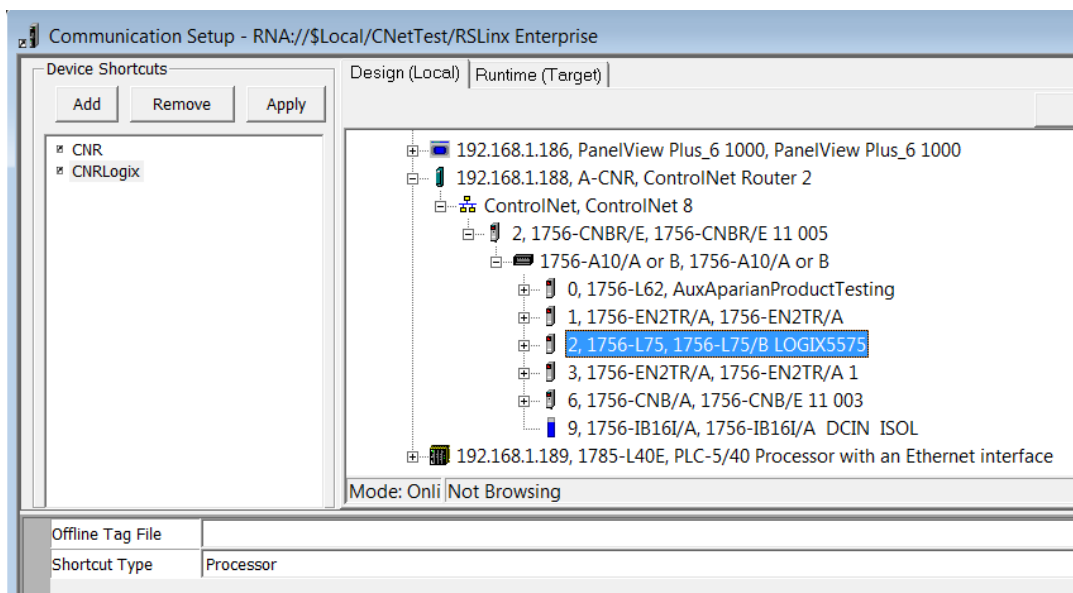 Communication Setup - RNA://$Local/CNetTest/RSLinx Enterprise
Device Shortcuts
Add Remove Apply
CNR
CNRLogix
Design (Local) Runtime (Target)
192.168.1.186, PanelView Plus_6 1000, PanelView Plus_6 1000
192.168.1.188, A-CNR, ControlNet Router 2
ControlNet, ControlNet 8
2, 1756-CNBR/E, 1756-CNBR/E 11 005
1756-A10/A or B, 1756-A10/A or B
0, 1756-L62, AuxAparianProductTesting
1, 1756-EN2TR/A, 1756-EN2TR/A
2, 1756-L75, 1756-L75/B LOGIX5575
3, 1756-EN2TR/A, 1756-EN2TR/A 1
6, 1756-CNB/A, 1756-CNB/E 11 003
9, 1756-IB16I/A, 1756-IB16I/A DCIN ISOL
192.168.1.189, 1785-L40E, PLC-5/40 Processor with an Ethernet interface
Mode: Onli Not Browsing
Offline Tag File
Shortcut Type Processor